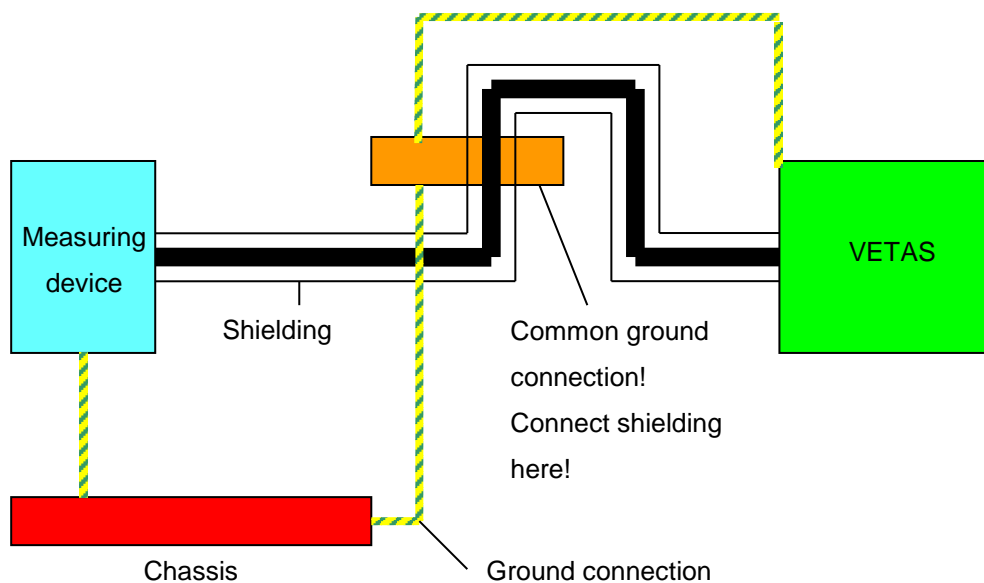 Measuring
device
VETAS
Shielding
Common ground
connection!
Connect shielding
here!
Chassis
Ground connection